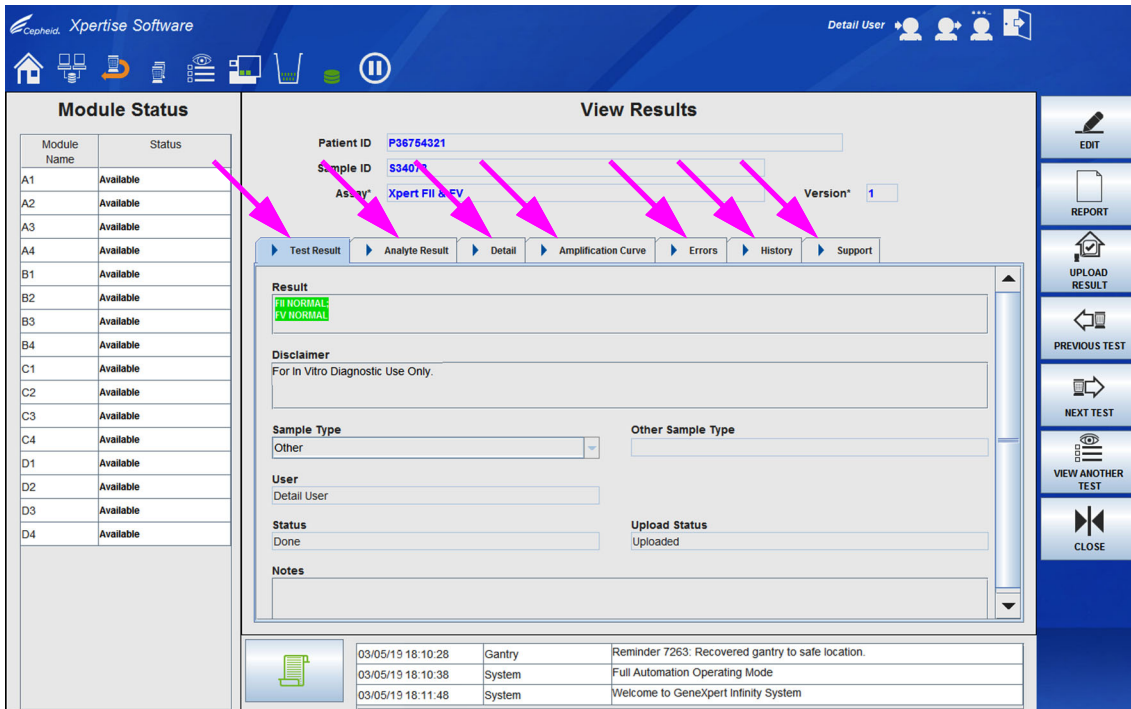 Cepheid. Xpertise Software
Detail User
Module Status
Module Name Status
A1 Available
A2 Available
A3 Available
A4 Available
B1 Available
B2 Available
B3 Available
B4 Available
C1 Available
C2 Available
C3 Available
C4 Available
D1 Available
D2 Available
D3 Available
D4 Available
View Results
Patient ID P36754321
Sample ID
Assay* Xpert FII & FV Version* 1
Test Result Analyte Result Detail Amplification Curve Errors History Support
Result
FII NORMAL;
FV NORMAL
Disclaimer
For In Vitro Diagnostic Use Only.
Sample Type Other Sample Type
Other
User
Detail User
Status Upload Status
Done Uploaded
Notes
03/05/19 18:10:28 Gantry Reminder 7263: Recovered gantry to safe location.
03/05/19 18:10:38 System Full Automation Operating Mode
03/05/19 18:11:48 System Welcome to GeneXpert Infinity System
EDIT
REPORT
UPLOAD
RESULT
PREVIOUS TEST
NEXT TEST
VIEW ANOTHER
TEST
CLOSE